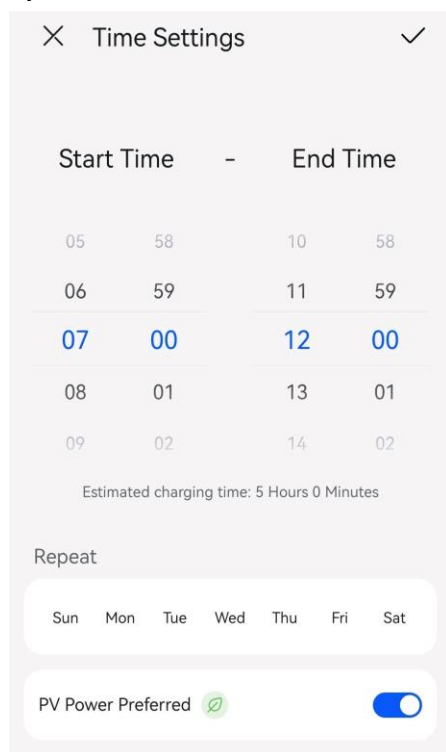 Time Settings
Start Time - End Time
05 58 10 58
06 59 11 59
07 00 12 00
08 01 13 01
09 02 14 02
Estimated charging time: 5 Hours 0 Minutes
Repeat
Sun Mon Tue Wed Thu Fri Sat
PV Power Preferred